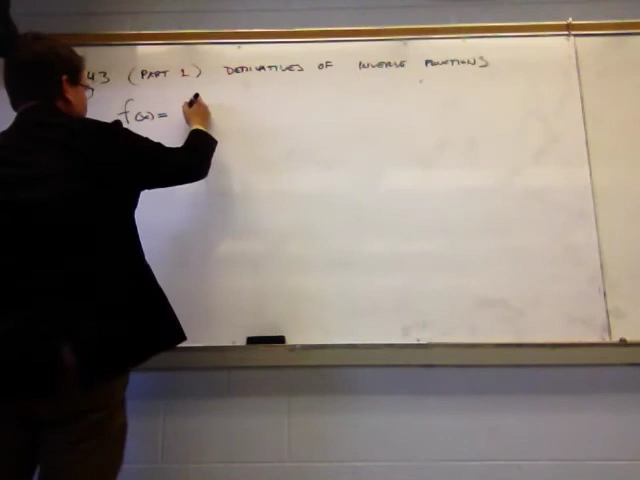 43 (PART 1) DERIVATIVES OF INVERSE FUNCTIONS
f(x) =